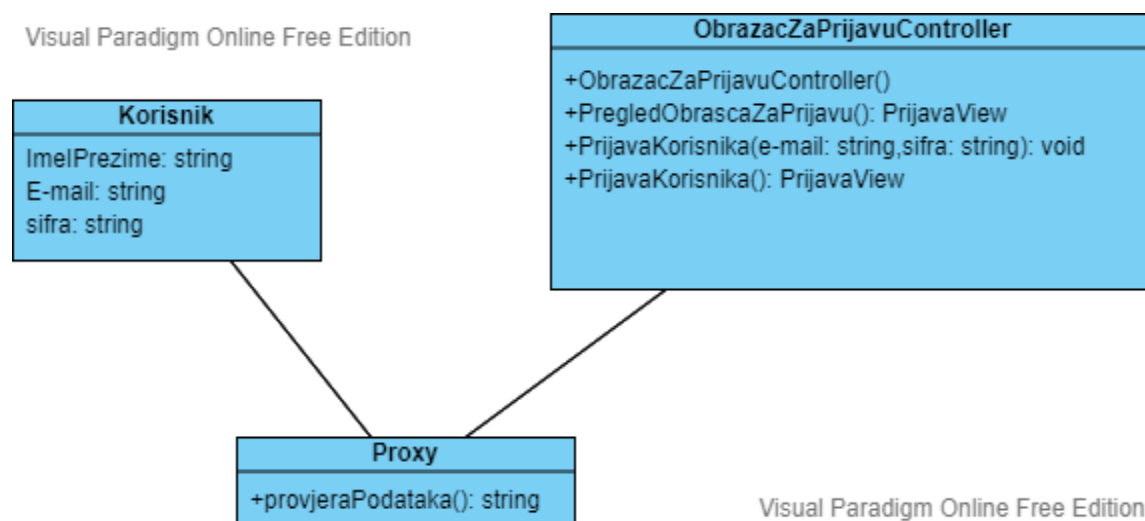 Visual Paradigm Online Free Edition
Korisnik
ImeIPrezime: string
E-mail: string
sifra: string
ObrazacZaPrijavuController
+ObrazacZaPrijavuController()
+PregledObrascaZaPrijavu(): PrijavaView
+PrijavaKorisnika(e-mail: string,sifra: string): void
+PrijavaKorisnika(): PrijavaView
Proxy
+provjeraPodataka(): string
Visual Paradigm Online Free Edition